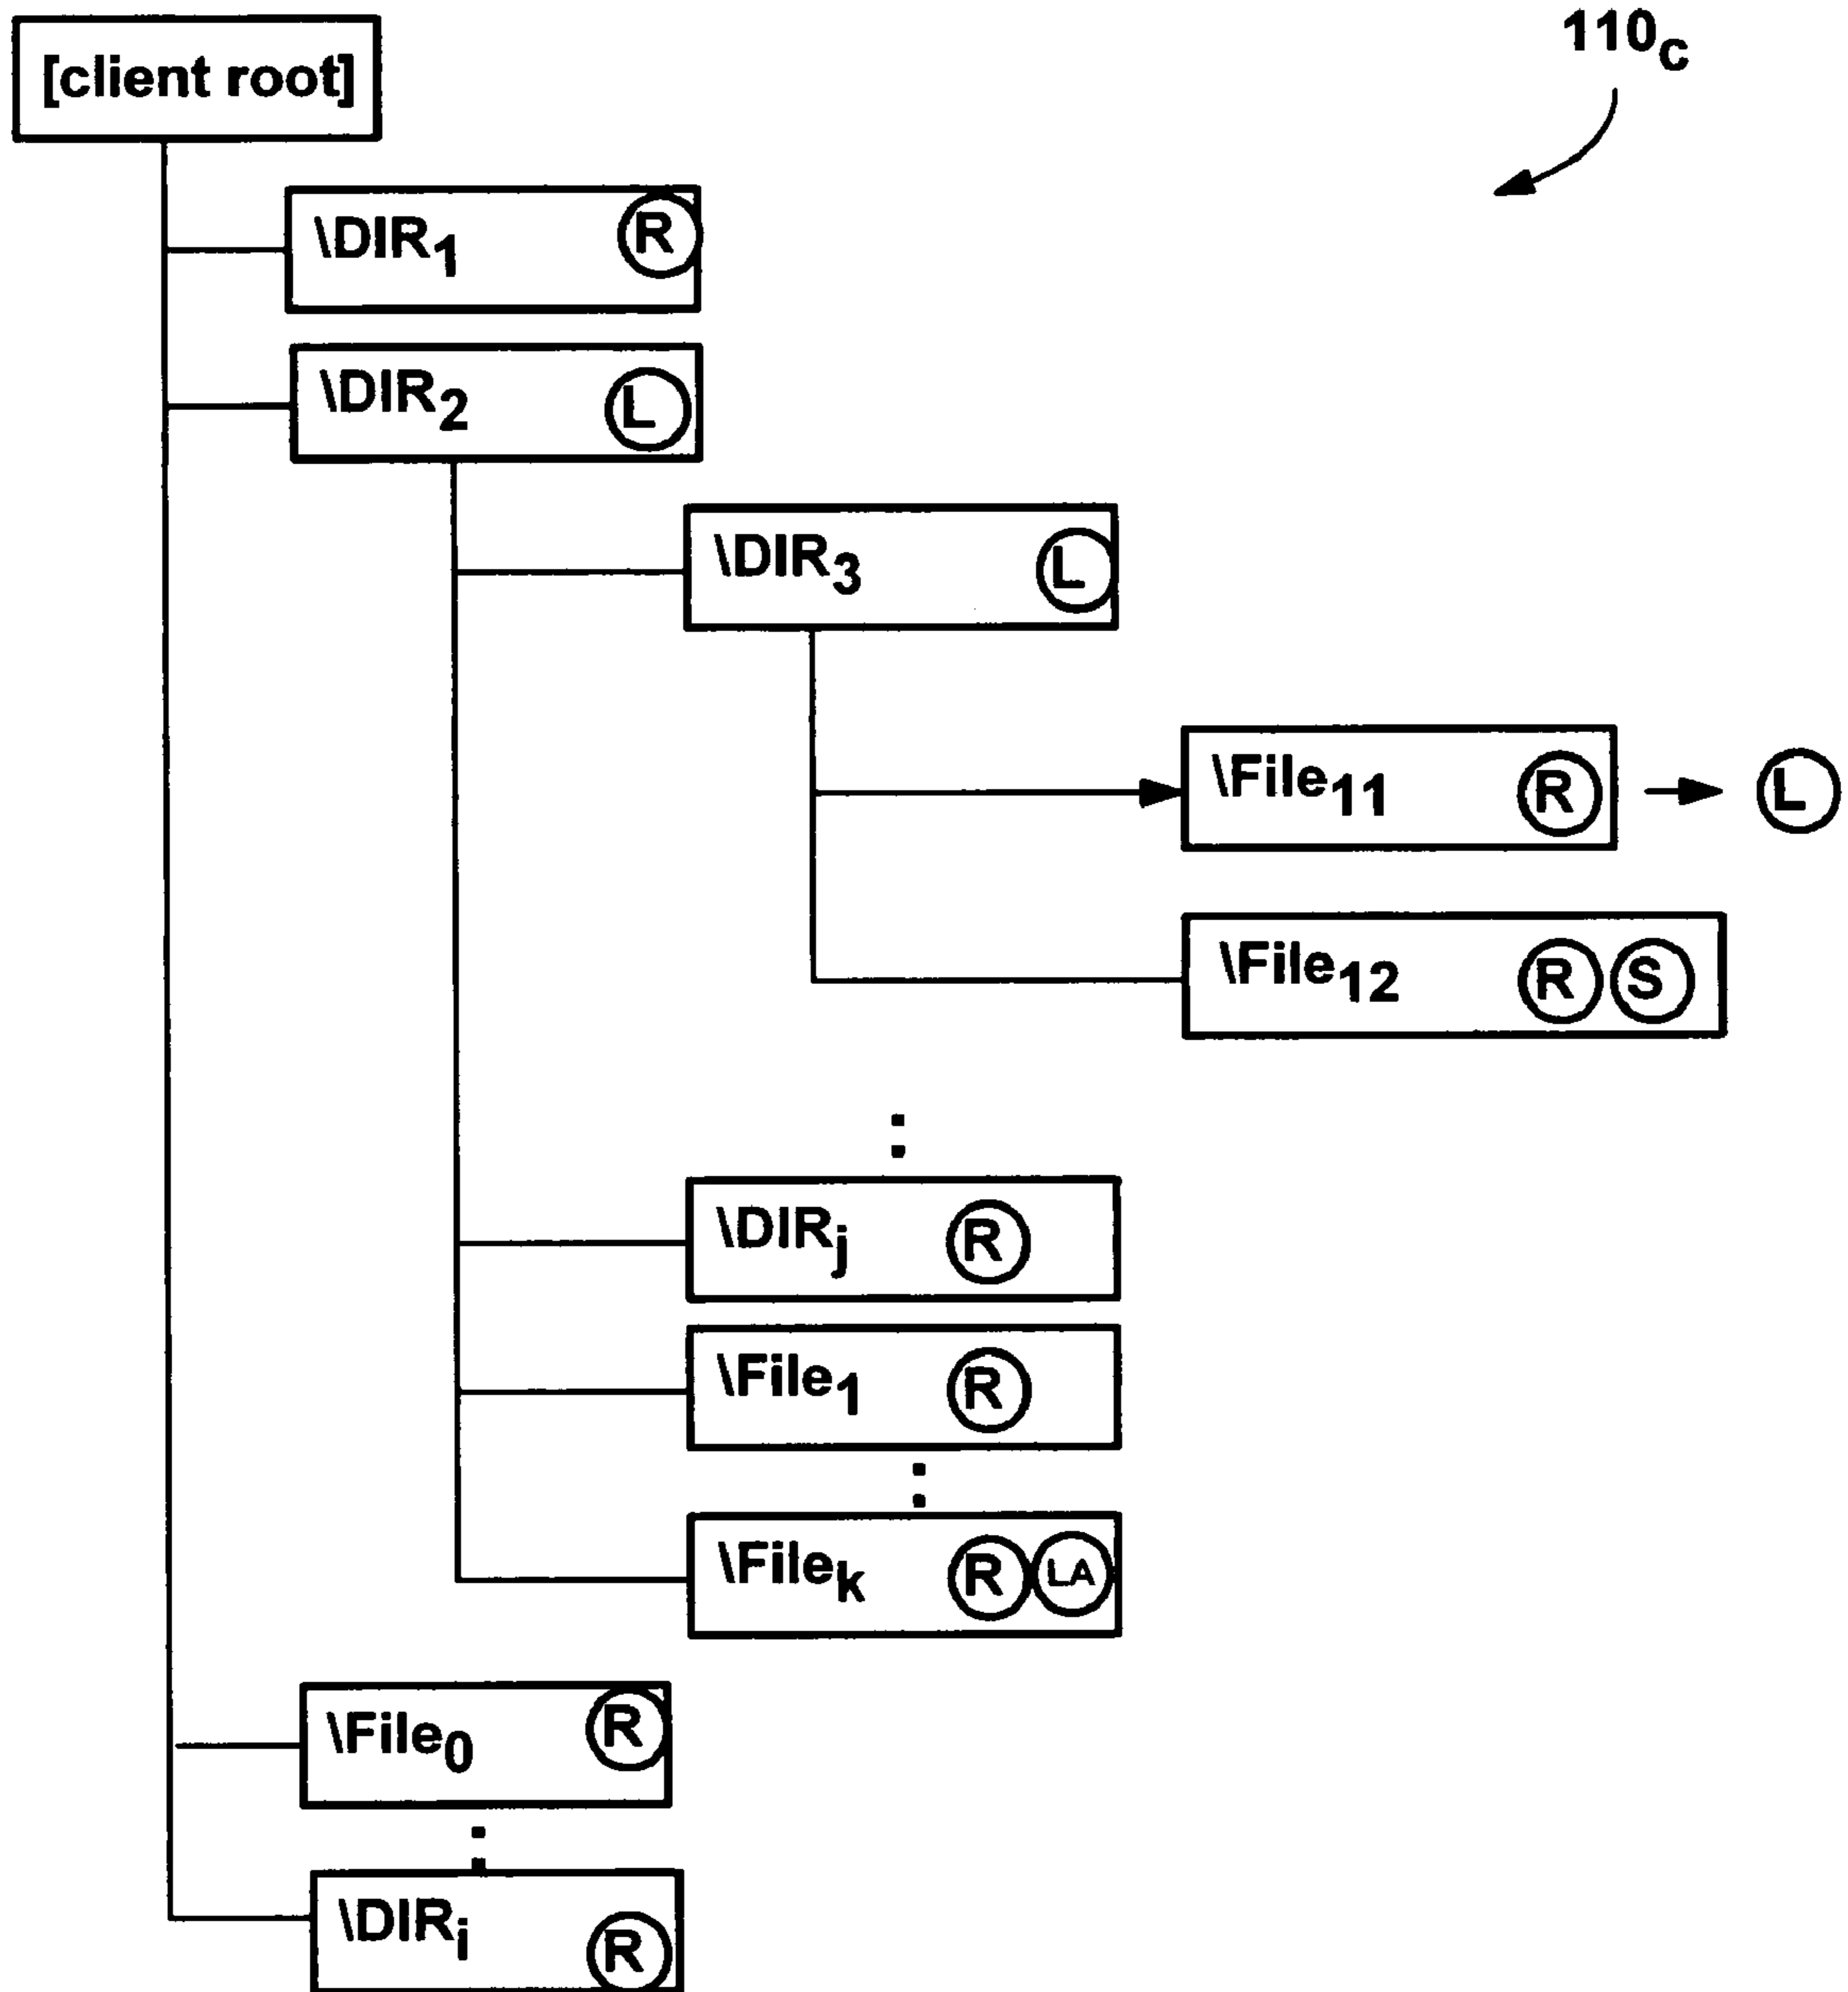 [client root]
110C
\DIR1 R
\DIR2 L
\DIR3 L
\File11 R L
\File12 R S
\DIRj R
\File1 R
\Filek R LA
\File0 R
\DIRi R